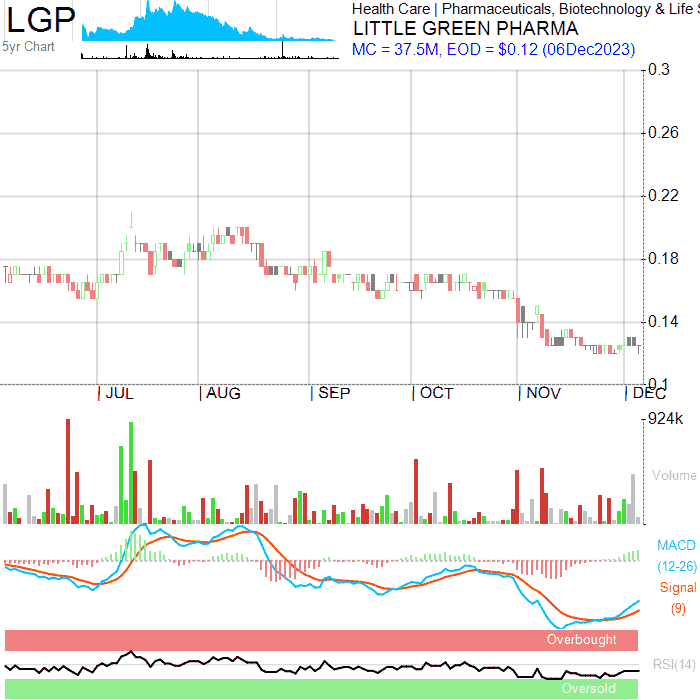 LGP
5yr Chart
Health Care | Pharmaceuticals, Biotechnology & Life S
LITTLE GREEN PHARMA
MC = 37.5M, EOD = $0.12 (06Dec2023)
0.3
0.26
0.22
0.18
0.14
0.1
JUL
AUG
SEP
OCT
NOV
DEC
924k
Volume
MACD
(12-26)
Signal
(9)
Overbought
RSI(14)
Oversold